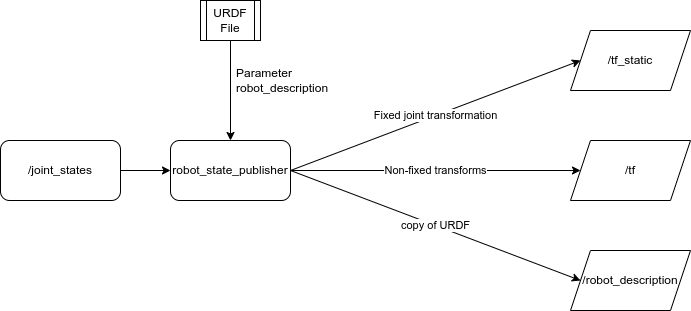 URDF
File
Parameter
robot_description
/tf_static
Fixed joint transformation
/joint_states
robot_state_publisher
Non-fixed transforms
/tf
copy of URDF
/robot_description